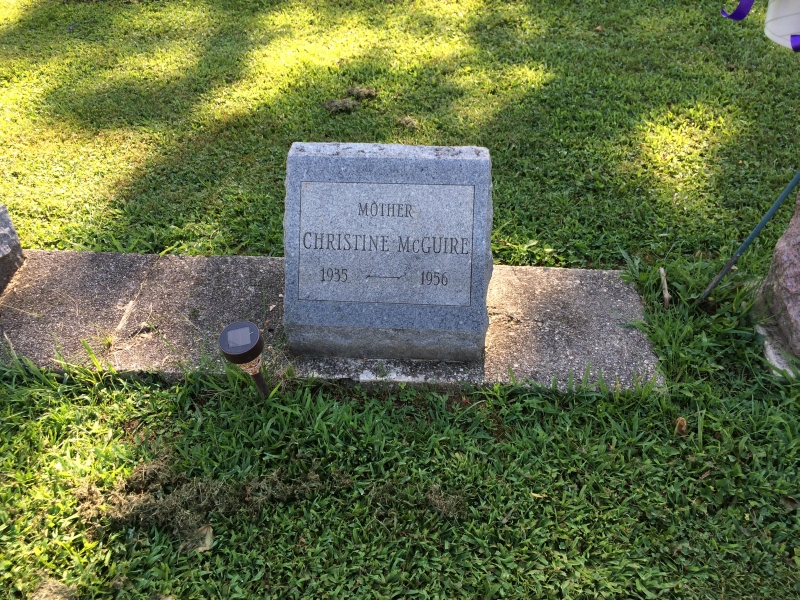 MOTHER
CHRISTINE McGUIRE
1935 — 1956